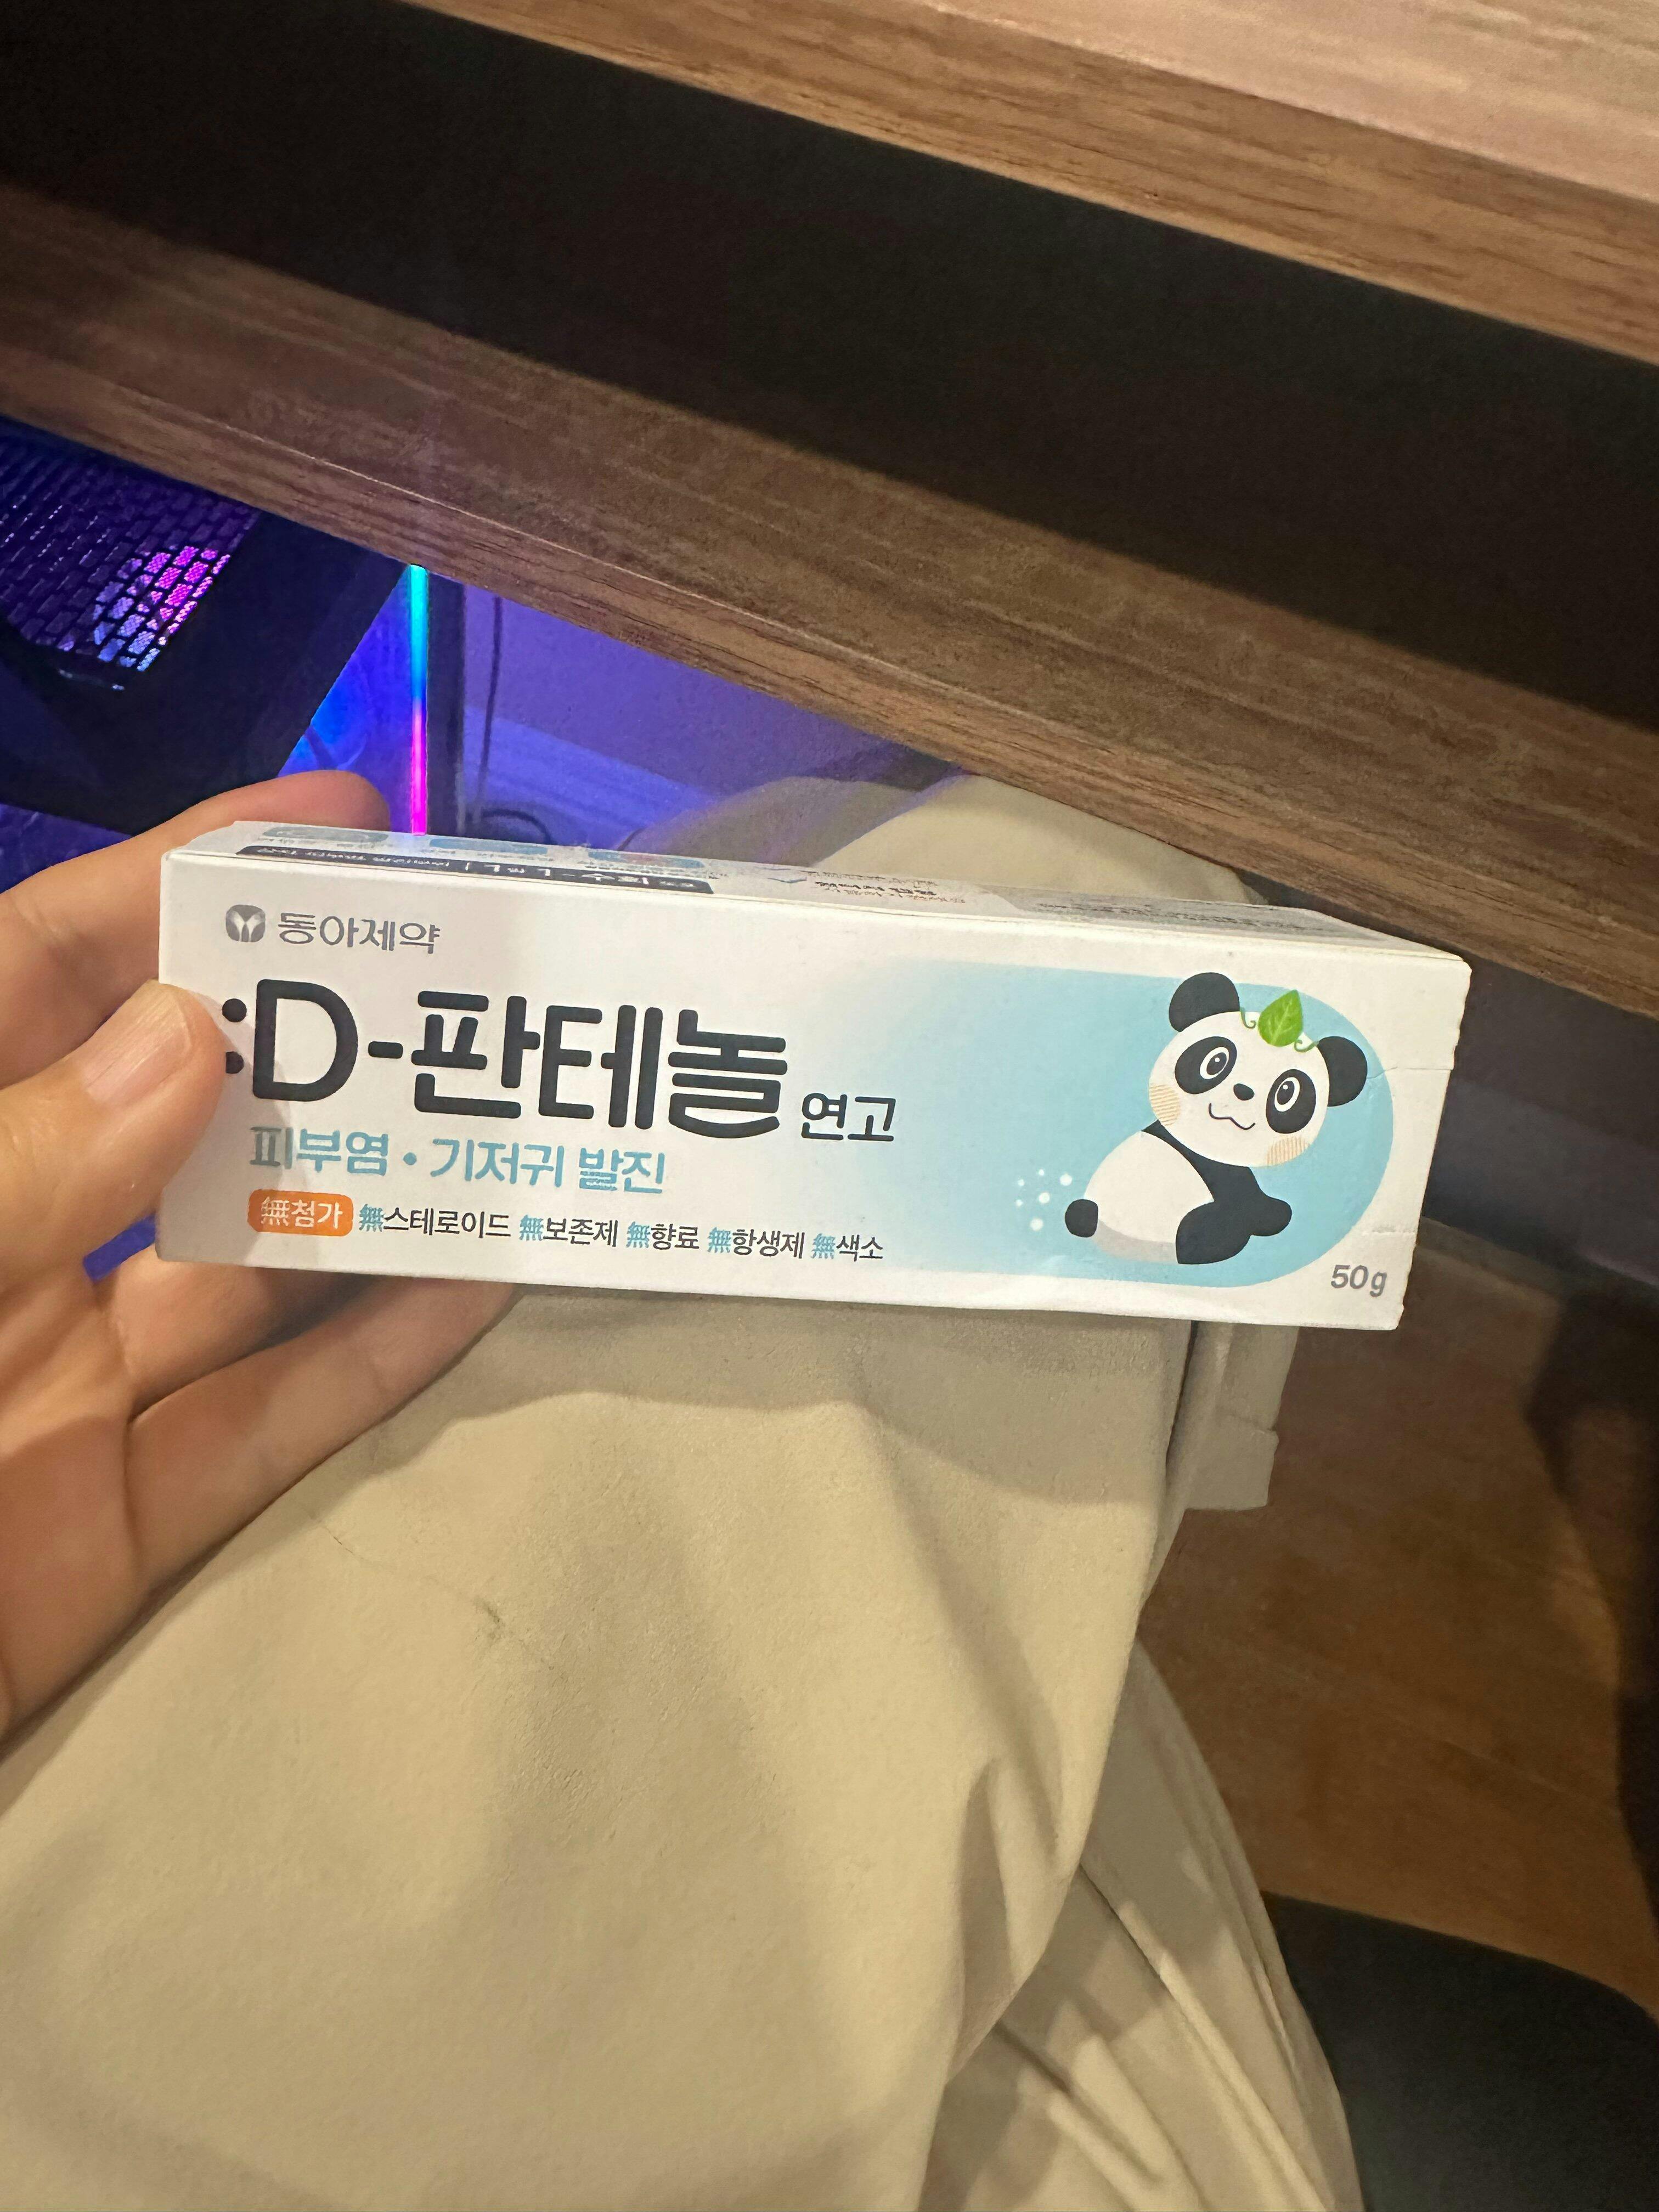 동아제약
:D-판테놀 연고
피부염·기저귀 발진
無첨가 無스테로이드 無보존제 無향료 無항생제 無색소
50g